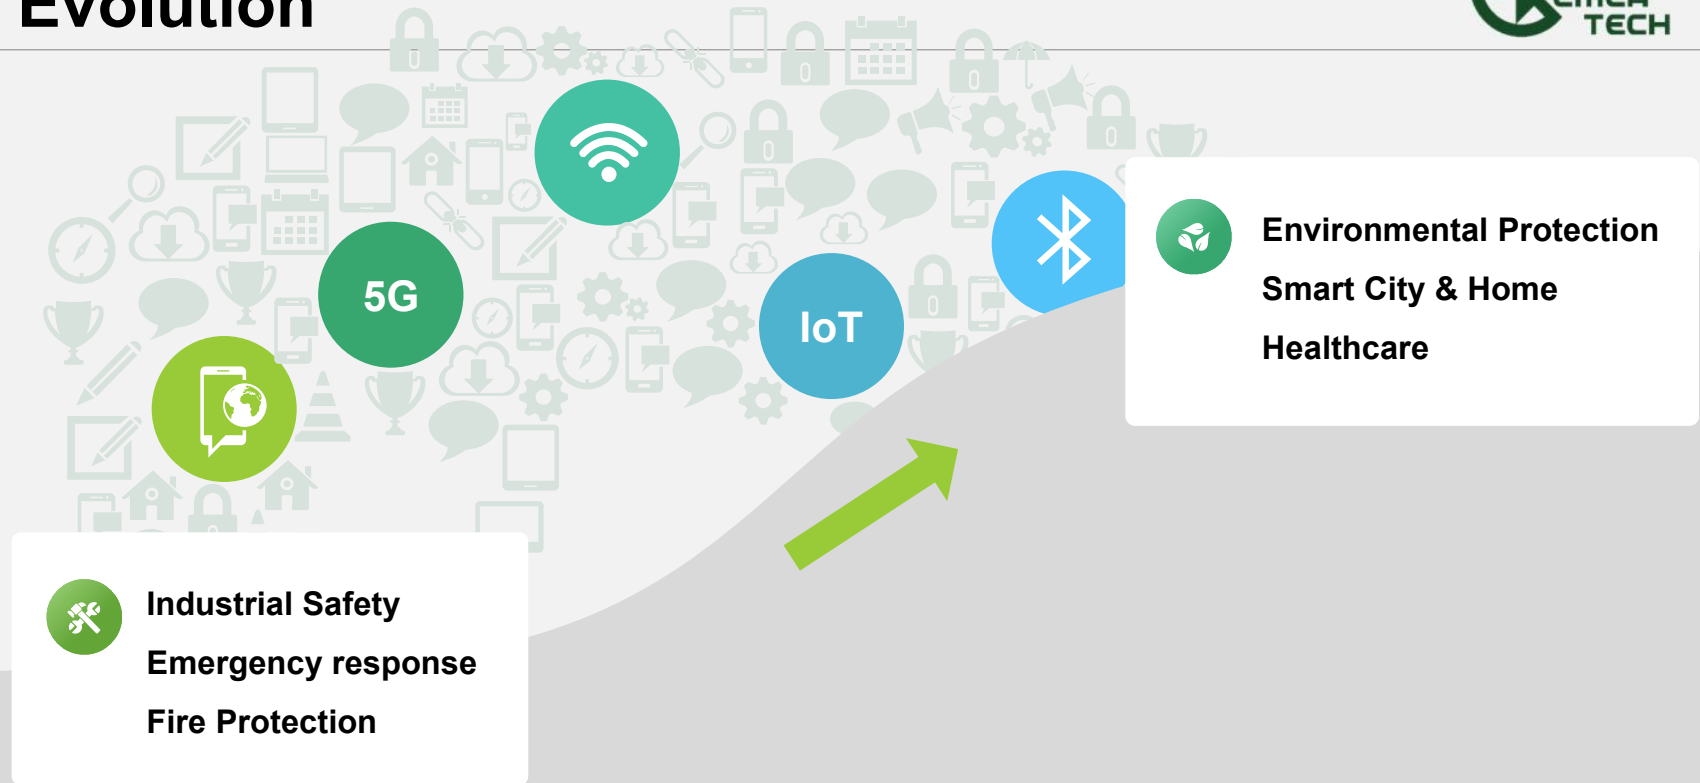 Evolution
TECH
5G
IoT
Environmental Protection
Smart City & Home
Healthcare
Industrial Safety
Emergency response
Fire Protection